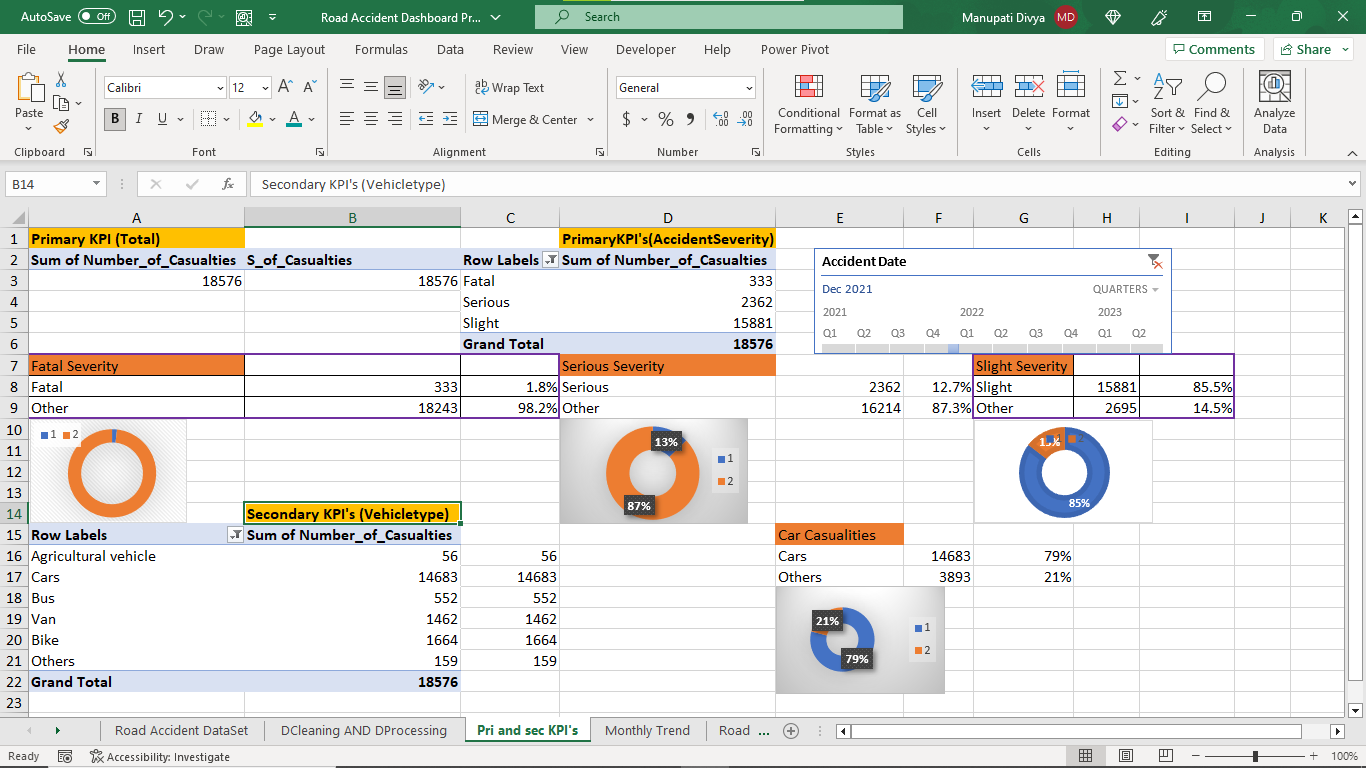 AutoSave Off Road Accident Dashboard Pr... Search Manupati Divya MD
File Home Insert Draw Page Layout Formulas Data Review View Developer Help Power Pivot Comments Share
Calibri 12 Wrap Text General
Paste B I U Merge & Center $ % Conditional Formatting Format as Table Cell Styles Insert Delete Format Sort & Filter Find & Select Analyze Data
Clipboard Font Alignment Number Styles Cells Editing Analysis
B14 fx Secondary KPI's (Vehicletype)
A B C D E F G H I J K
1 Primary KPI (Total) PrimaryKPI's(AccidentSeverity)
2 Sum of Number_of_Casualties S_of_Casualties Row Labels Sum of Number_of_Casualties
3 18576 18576 Fatal 333
4 Serious 2362
5 Slight 15881
6 Grand Total 18576
Accident Date
Dec 2021 QUARTERS
2021 2022 2023
Q1 Q2 Q3 Q4 Q1 Q2 Q3 Q4 Q1 Q2
7 Fatal Severity Serious Severity Slight Severity
8 Fatal 333 1.8% Serious 2362 12.7% Slight 15881 85.5%
9 Other 18243 98.2% Other 16214 87.3% Other 2695 14.5%
10 1 2
11 13% 1 2
12 1
13 2
87% 85%
14 Secondary KPI's (Vehicletype)
15 Row Labels Sum of Number_of_Casualties Car Casualities
16 Agricultural vehicle 56 56 Cars 14683 79%
17 Cars 14683 14683 Others 3893 21%
18 Bus 552 552
19 Van 1462 1462 21% 1
20 Bike 1664 1664 2
21 Others 159 159 79%
22 Grand Total 18576
23
Road Accident DataSet DCleaning AND DProcessing Pri and sec KPI's Monthly Trend Road ...
Ready Accessibility: Investigate 100%